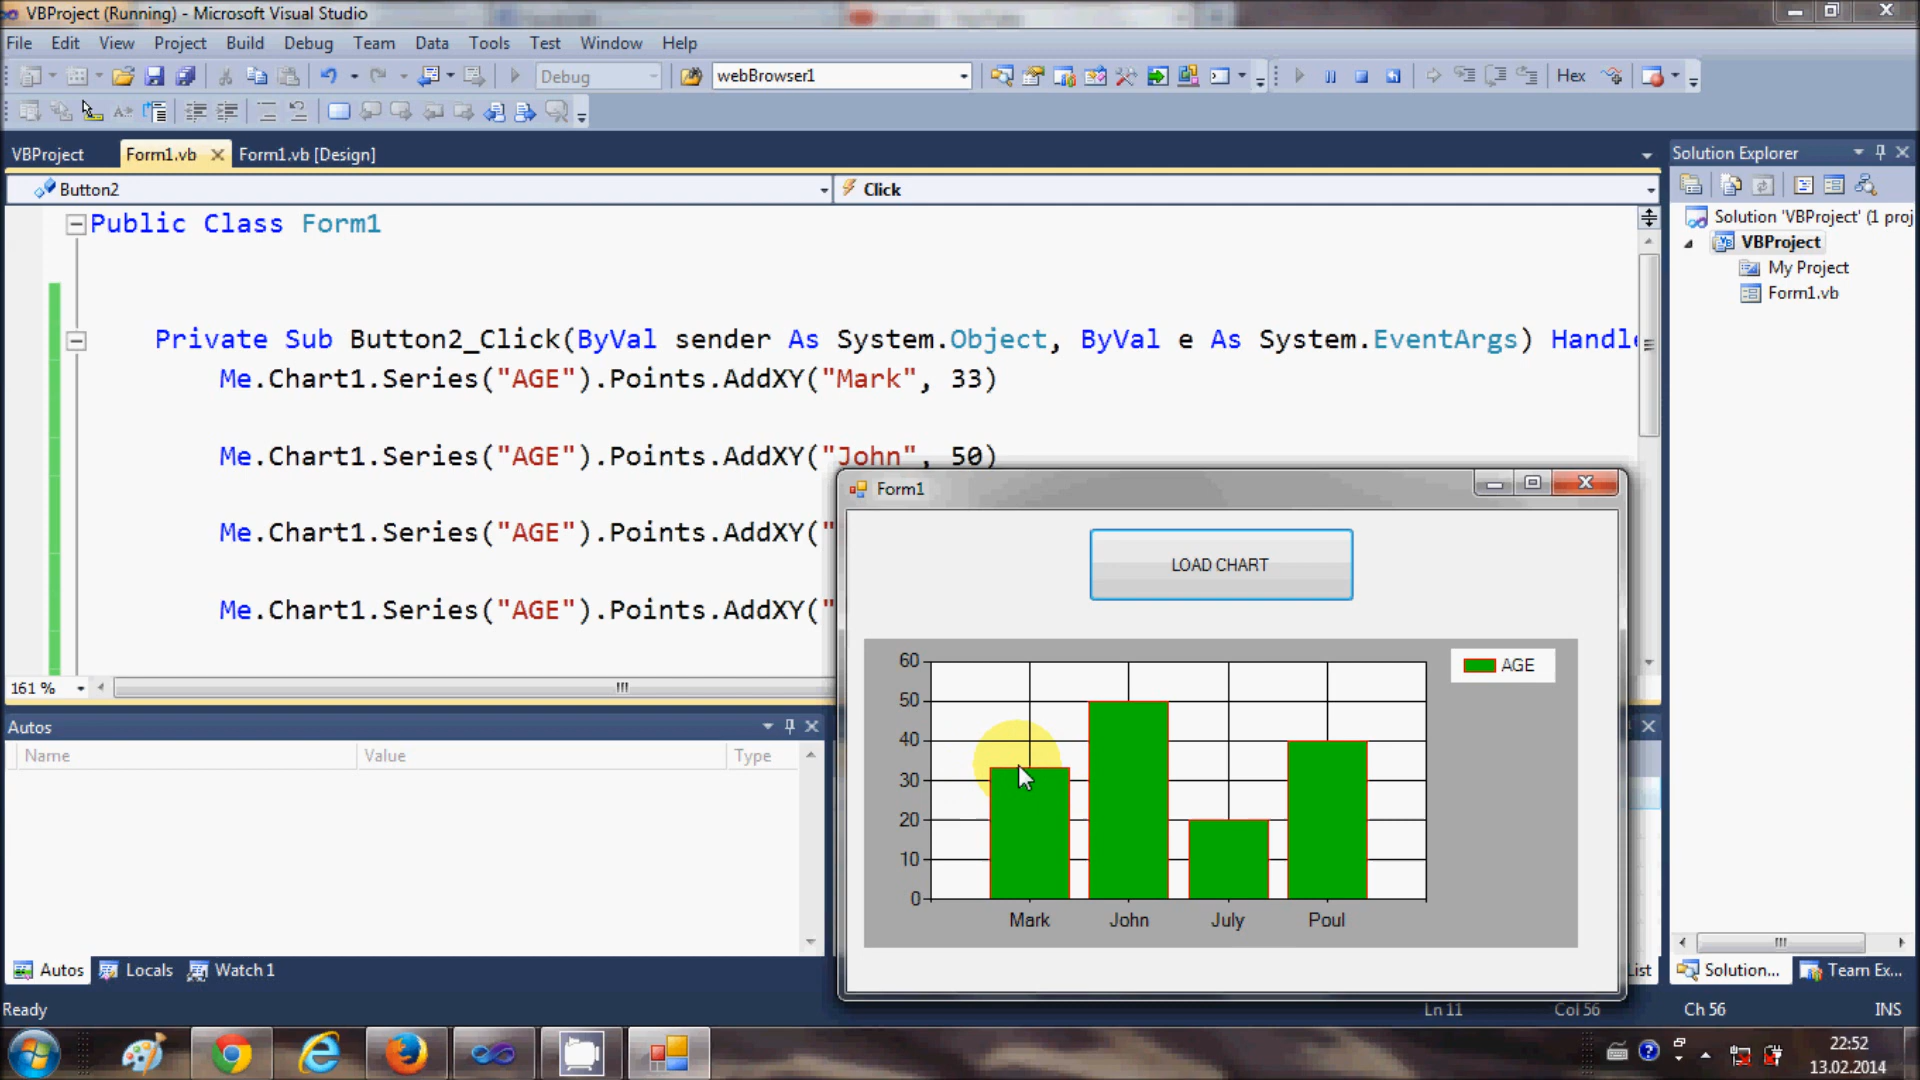 VBProject (Running) - Microsoft Visual Studio
File Edit View Project Build Debug Team Data Tools Test Window Help
Debug webBrowser1 Hex
VBProject Form1.vb Form1.vb [Design]
Button2 Click
Public Class Form1
Private Sub Button2_Click(ByVal sender As System.Object, ByVal e As System.EventArgs) Handle
Me.Chart1.Series("AGE").Points.AddXY("Mark", 33)
Me.Chart1.Series("AGE").Points.AddXY("John", 50)
Me.Chart1.Series("AGE").Points.AddXY("
Me.Chart1.Series("AGE").Points.AddXY("
161 %
Autos
Name Value Type
Autos Locals Watch 1
Ready
Form1
LOAD CHART
60
50
40
30
20
10
0
Mark John July Poul
AGE
Solution Explorer
Solution 'VBProject' (1 proj
VBProject
My Project
Form1.vb
List
Solution... Team Ex...
Ln 11 Col 56 Ch 56 INS
22:52
13.02.2014